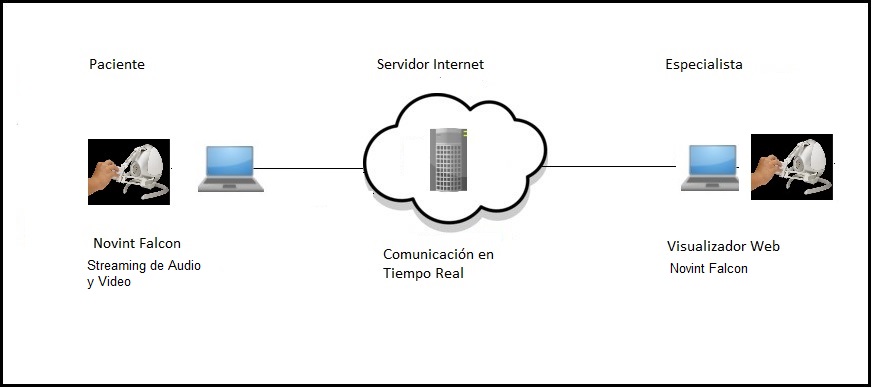 Paciente
Servidor Internet
Especialista
Novint Falcon
Streaming de Audio
y Video
Comunicación en
Tiempo Real
Visualizador Web
Novint Falcon